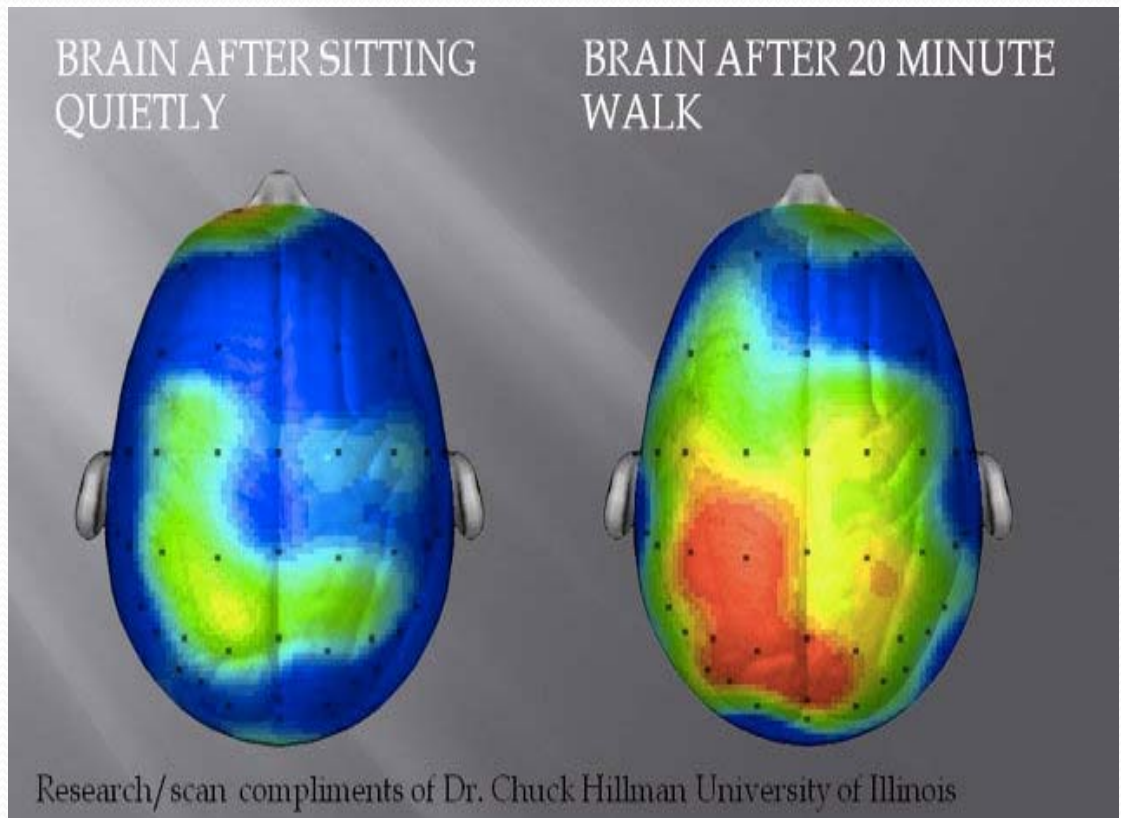 BRAIN AFTER SITTING
QUIETLY
BRAIN AFTER 20 MINUTE
WALK
Research/scan compliments of Dr. Chuck Hillman University of Illinois